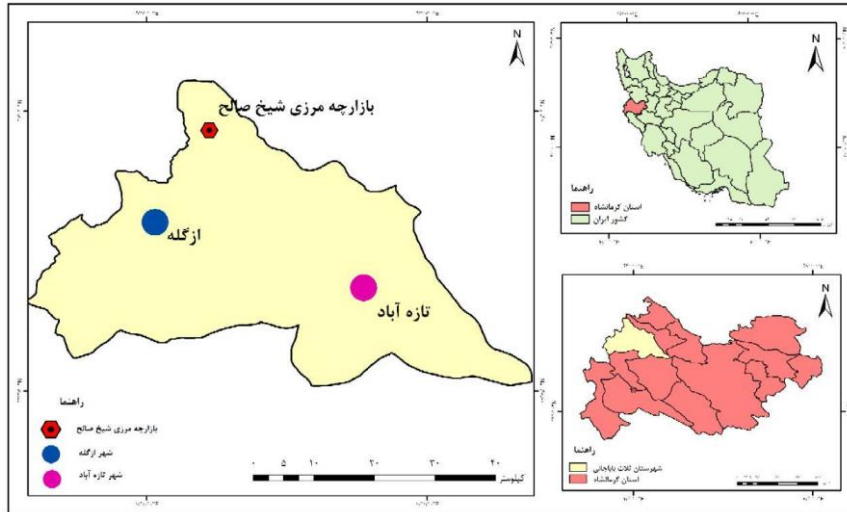 N
بازارچه مرزی شیخ صالح
ازگله
تازه آباد
راهنما
بازارچه مرزی شیخ صالح
شهر ازگله
شهر تازه آباد
۰ ۵ ۱۰ ۲۰ ۳۰ ۴۰
کیلومتر
N
راهنما
استان کرمانشاه
کشور ایران
N
راهنما
شهرستان ثلاث باباجانی
استان کرمانشاه